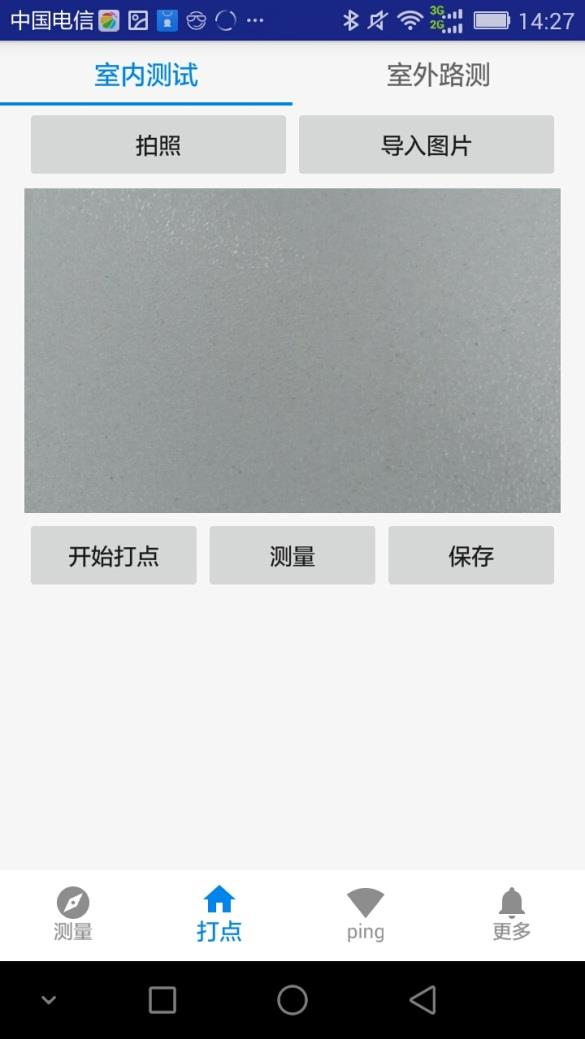 中国电信 ... 3G 2G 14:27
室内测试 室外路测
拍照 导入图片
开始打点 测量 保存
测量 打点 ping 更多